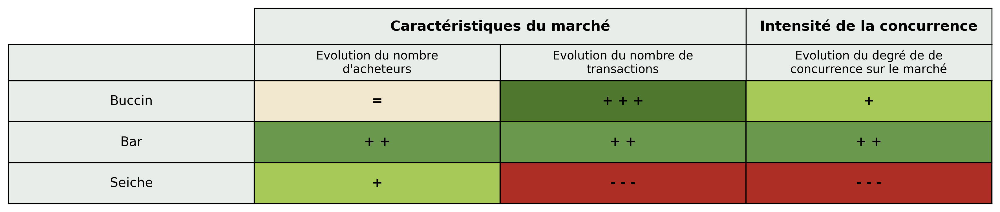 Caractéristiques du marché
Intensité de la concurrence
Evolution du nombre
d'acheteurs
Evolution du nombre de
transactions
Evolution du degré de de
concurrence sur le marché
Buccin
=
+ + +
+
Bar
+ +
+ +
+ +
Seiche
+
- - -
- - -